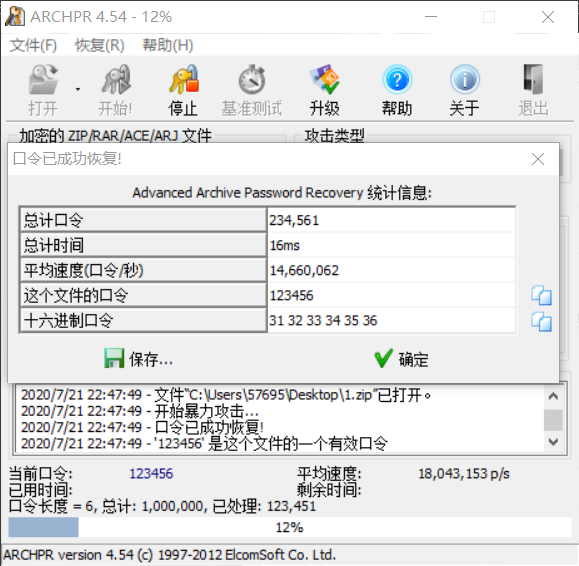 ARCHPR 4.54 - 12%
文件(F) 恢复(R) 帮助(H)
打开 开始! 停止 基准测试 升级 帮助 关于 退出
加密的 ZIP/RAR/ACE/ARJ 文件 攻击类型
口令已成功恢复!
Advanced Archive Password Recovery 统计信息:
总计口令 234,561
总计时间 16ms
平均速度(口令/秒) 14,660,062
这个文件的口令 123456
十六进制口令 31 32 33 34 35 36
保存... 确定
2020/7/21 22:47:49 - 文件"C:\Users\57695\Desktop\1.zip"已打开。
2020/7/21 22:47:49 - 开始暴力攻击...
2020/7/21 22:47:49 - 口令已成功恢复!
2020/7/21 22:47:49 - '123456' 是这个文件的一个有效口令
当前口令: 123456 平均速度: 18,043,153 p/s
已用时间: 剩余时间:
口令长度 = 6, 总计: 1,000,000, 已处理: 123,451
12%
ARCHPR version 4.54 (c) 1997-2012 ElcomSoft Co. Ltd.